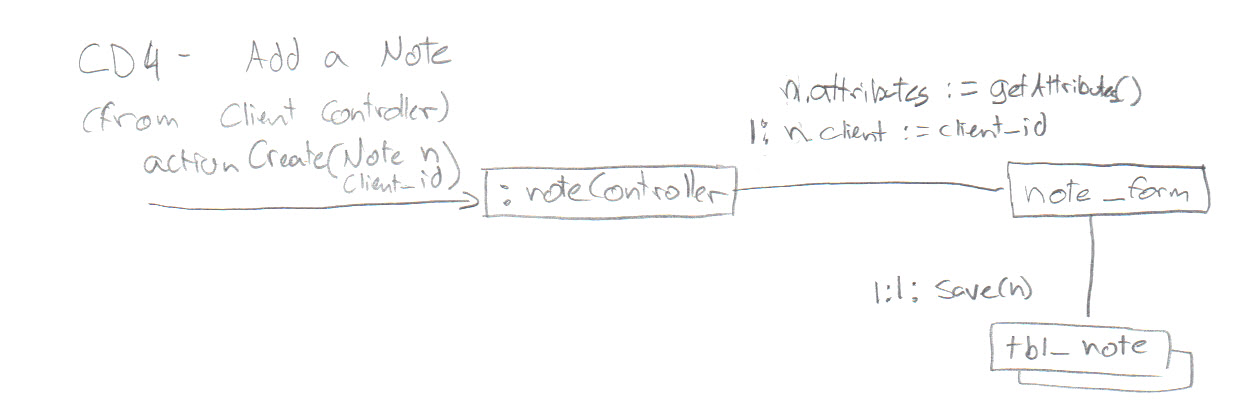 CD4 - Add a Note
(from Client Controller)
action Create(Note n,
client_id)
: noteController
n.attributes := getAttributes()
1: n client := client_id
note_form
1:1: save(n)
tbl_note